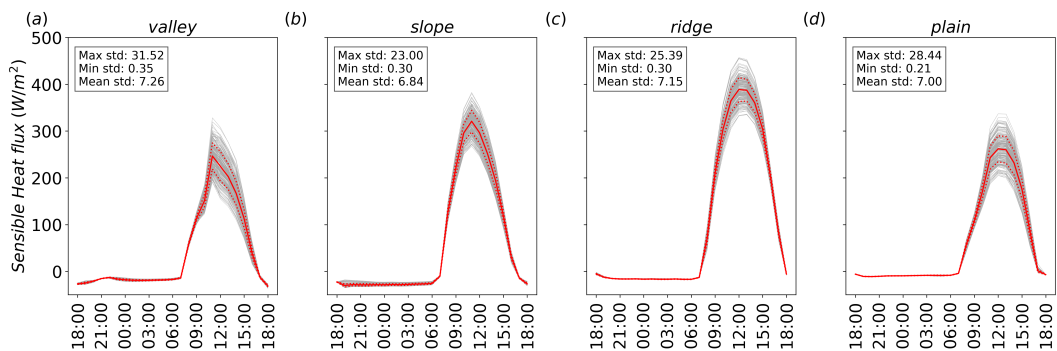 (a)
valley
Max std: 31.52
Min std: 0.35
Mean std: 7.26
Sensible Heat flux (W/m²)
500
400
300
200
100
0
18:00
21:00
00:00
03:00
06:00
09:00
12:00
15:00
18:00
(b)
slope
Max std: 23.00
Min std: 0.30
Mean std: 6.84
18:00
21:00
00:00
03:00
06:00
09:00
12:00
15:00
18:00
(c)
ridge
Max std: 25.39
Min std: 0.30
Mean std: 7.15
18:00
21:00
00:00
03:00
06:00
09:00
12:00
15:00
18:00
(d)
plain
Max std: 28.44
Min std: 0.21
Mean std: 7.00
18:00
21:00
00:00
03:00
06:00
09:00
12:00
15:00
18:00